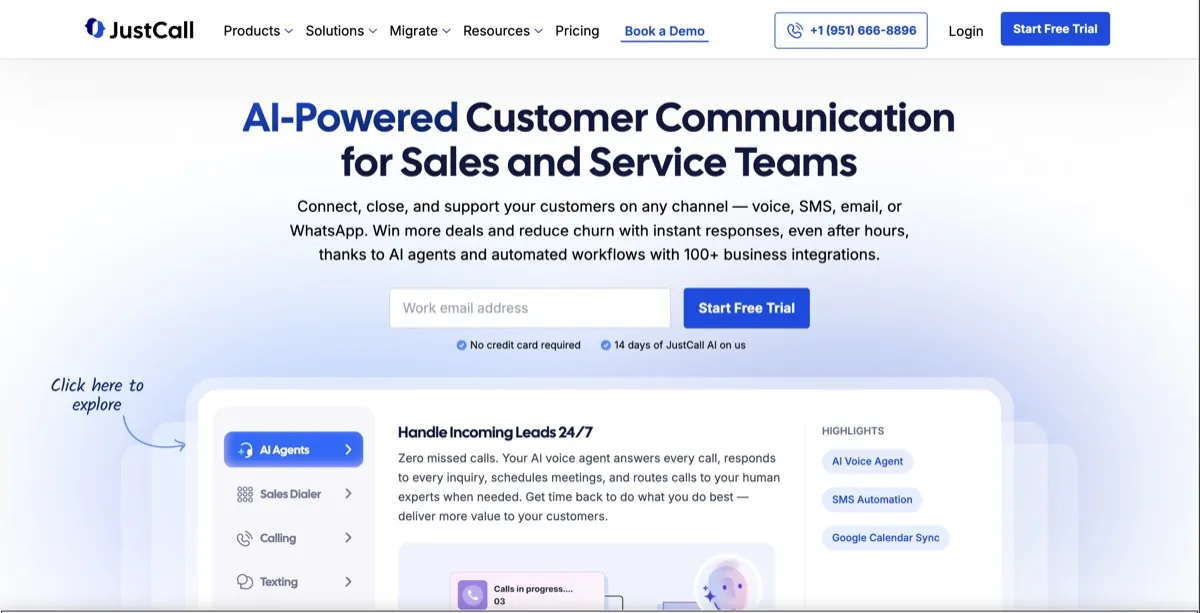 JustCall
Products
Solutions
Migrate
Resources
Pricing
Book a Demo
+1 (951) 666-8896
Login
Start Free Trial
AI-Powered Customer Communication
for Sales and Service Teams
Connect, close, and support your customers on any channel — voice, SMS, email, or
WhatsApp. Win more deals and reduce churn with instant responses, even after hours,
thanks to AI agents and automated workflows with 100+ business integrations.
Work email address
Start Free Trial
No credit card required
14 days of JustCall AI on us
Click here to
explore
AI Agents
Sales Dialer
Calling
Texting
Handle Incoming Leads 24/7
Zero missed calls. Your AI voice agent answers every call, responds
to every inquiry, schedules meetings, and routes calls to your human
experts when needed. Get time back to do what you do best —
deliver more value to your customers.
Calls in progress....
03
HIGHLIGHTS
AI Voice Agent
SMS Automation
Google Calendar Sync